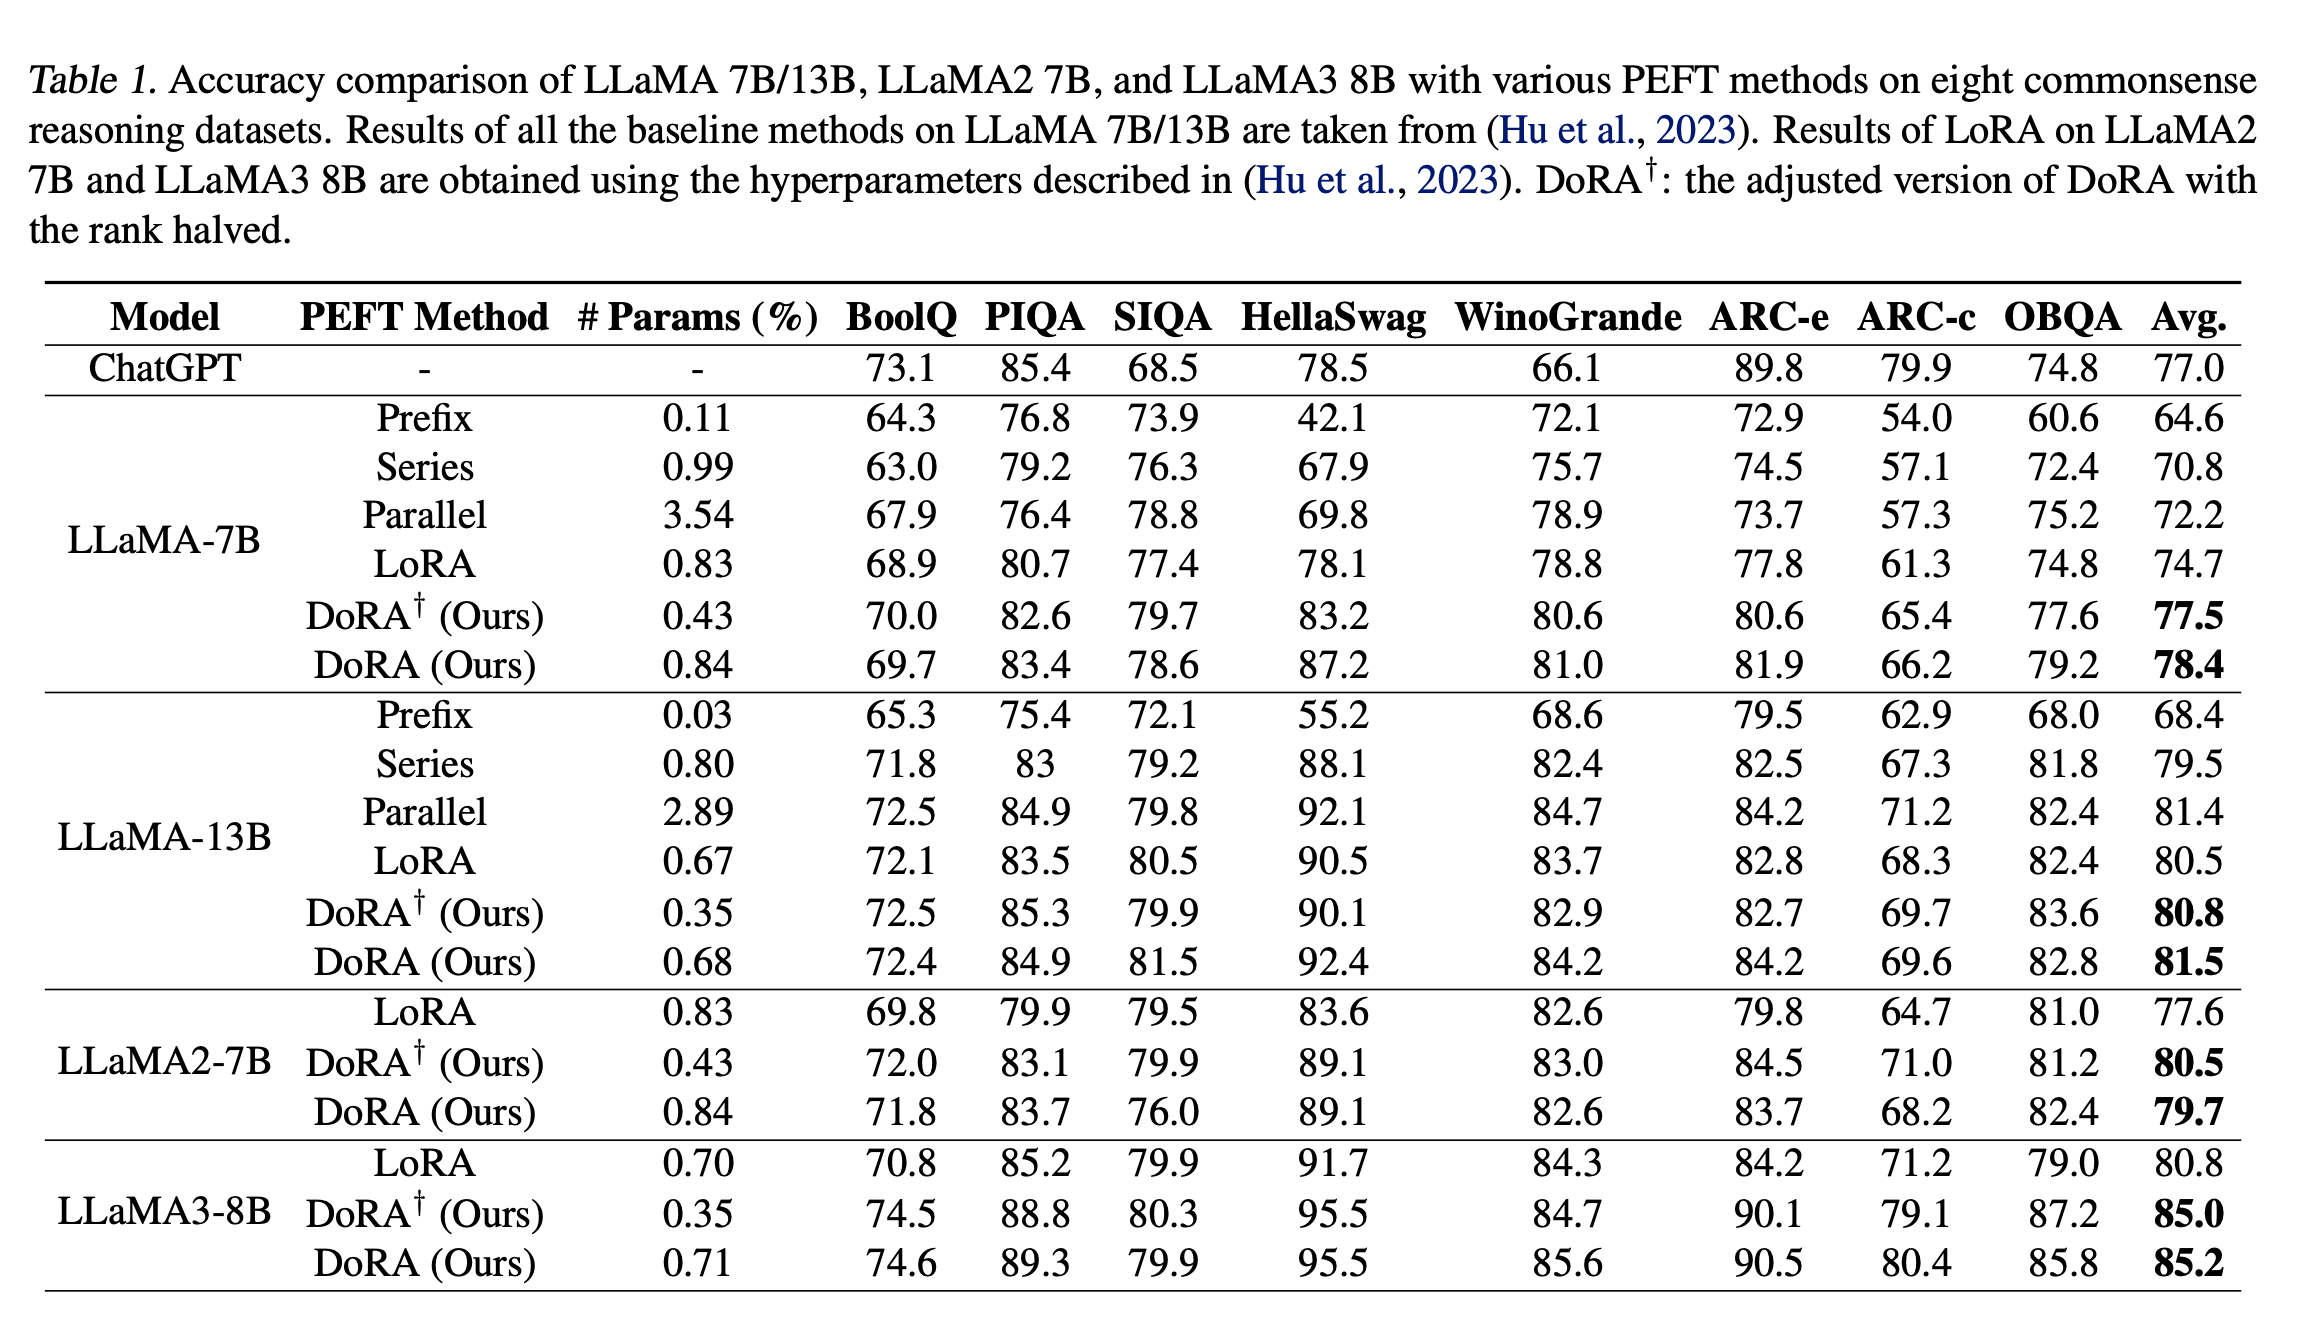 Table 1. Accuracy comparison of LLaMA 7B/13B, LLaMA2 7B, and LLaMA3 8B with various PEFT methods on eight commonsense
reasoning datasets. Results of all the baseline methods on LLaMA 7B/13B are taken from (Hu et al., 2023). Results of LoRA on LLaMA2
7B and LLaMA3 8B are obtained using the hyperparameters described in (Hu et al., 2023). DoRA†: the adjusted version of DoRA with
the rank halved.
Model PEFT Method # Params (%) BoolQ PIQA SIQA HellaSwag WinoGrande ARC-e ARC-c OBQA Avg.
ChatGPT - - 73.1 85.4 68.5 78.5 66.1 89.8 79.9 74.8 77.0
LLaMA-7B
Prefix 0.11 64.3 76.8 73.9 42.1 72.1 72.9 54.0 60.6 64.6
Series 0.99 63.0 79.2 76.3 67.9 75.7 74.5 57.1 72.4 70.8
Parallel 3.54 67.9 76.4 78.8 69.8 78.9 73.7 57.3 75.2 72.2
LoRA 0.83 68.9 80.7 77.4 78.1 78.8 77.8 61.3 74.8 74.7
DoRA† (Ours) 0.43 70.0 82.6 79.7 83.2 80.6 80.6 65.4 77.6 77.5
DoRA (Ours) 0.84 69.7 83.4 78.6 87.2 81.0 81.9 66.2 79.2 78.4
LLaMA-13B
Prefix 0.03 65.3 75.4 72.1 55.2 68.6 79.5 62.9 68.0 68.4
Series 0.80 71.8 83 79.2 88.1 82.4 82.5 67.3 81.8 79.5
Parallel 2.89 72.5 84.9 79.8 92.1 84.7 84.2 71.2 82.4 81.4
LoRA 0.67 72.1 83.5 80.5 90.5 83.7 82.8 68.3 82.4 80.5
DoRA† (Ours) 0.35 72.5 85.3 79.9 90.1 82.9 82.7 69.7 83.6 80.8
DoRA (Ours) 0.68 72.4 84.9 81.5 92.4 84.2 84.2 69.6 82.8 81.5
LLaMA2-7B
LoRA 0.83 69.8 79.9 79.5 83.6 82.6 79.8 64.7 81.0 77.6
DoRA† (Ours) 0.43 72.0 83.1 79.9 89.1 83.0 84.5 71.0 81.2 80.5
DoRA (Ours) 0.84 71.8 83.7 76.0 89.1 82.6 83.7 68.2 82.4 79.7
LLaMA3-8B
LoRA 0.70 70.8 85.2 79.9 91.7 84.3 84.2 71.2 79.0 80.8
DoRA† (Ours) 0.35 74.5 88.8 80.3 95.5 84.7 90.1 79.1 87.2 85.0
DoRA (Ours) 0.71 74.6 89.3 79.9 95.5 85.6 90.5 80.4 85.8 85.2